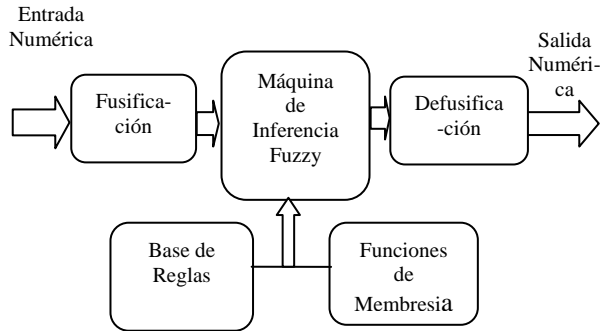 Entrada
Numérica
Fusifica-
ción
Máquina
de
Inferencia
Fuzzy
Defusifica
-ción
Salida
Numéri-
ca
Base de
Reglas
Funciones
de
Membresia